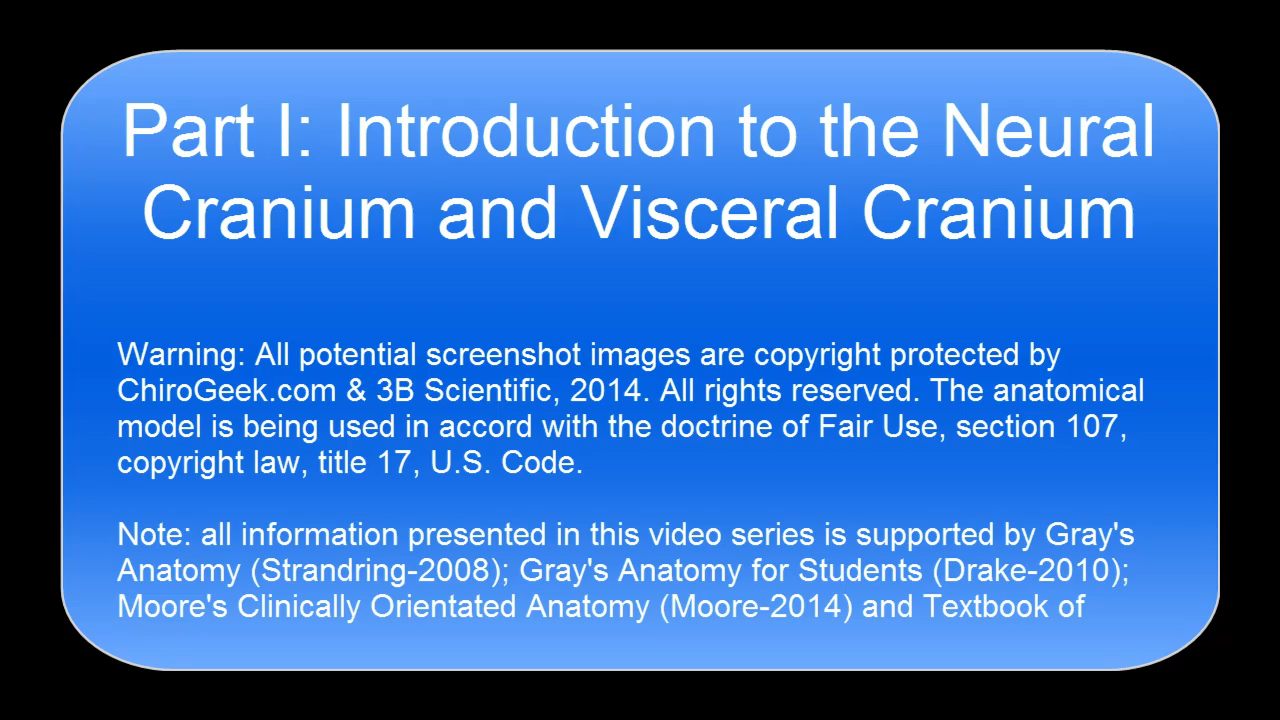 Part I: Introduction to the Neural
Cranium and Visceral Cranium
Warning: All potential screenshot images are copyright protected by
ChiroGeek.com & 3B Scientific, 2014. All rights reserved. The anatomical
model is being used in accord with the doctrine of Fair Use, section 107,
copyright law, title 17, U.S. Code.
Note: all information presented in this video series is supported by Gray's
Anatomy (Strandring-2008); Gray's Anatomy for Students (Drake-2010);
Moore's Clinically Orientated Anatomy (Moore-2014) and Textbook of